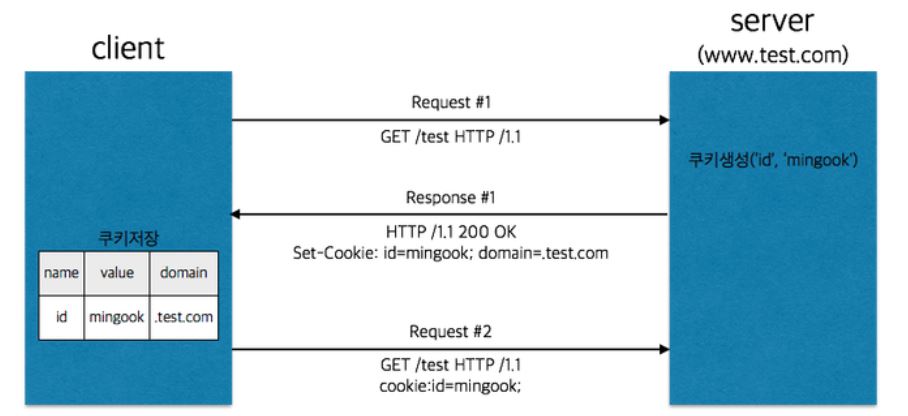 client
server
(www.test.com)
Request #1
GET /test HTTP /1.1
쿠키생성('id', 'mingook')
Response #1
HTTP /1.1 200 OK
Set-Cookie: id=mingook; domain=.test.com
쿠키저장
name value domain
id mingook .test.com
Request #2
GET /test HTTP /1.1
cookie:id=mingook;